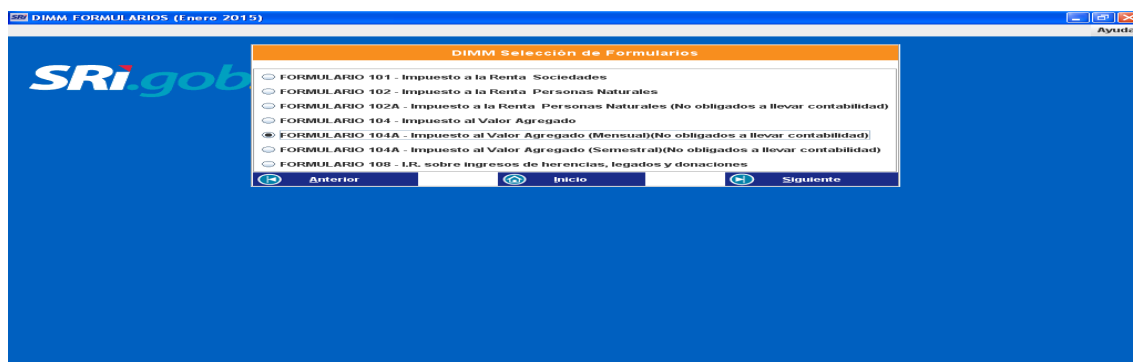 SRi DIMM FORMULARIOS (Enero 2015)
Ayuda
SRi.gob
DIMM Selección de Formularios
FORMULARIO 101 - Impuesto a la Renta Sociedades
FORMULARIO 102 - Impuesto a la Renta Personas Naturales
FORMULARIO 102A - Impuesto a la Renta Personas Naturales (No obligados a llevar contabilidad)
FORMULARIO 104 - Impuesto al Valor Agregado
FORMULARIO 104A - Impuesto al Valor Agregado (Mensual)(No obligados a llevar contabilidad)
FORMULARIO 104A - Impuesto al Valor Agregado (Semestral)(No obligados a llevar contabilidad)
FORMULARIO 108 - I.R. sobre ingresos de herencias, legados y donaciones
Anterior Inicio Siguiente